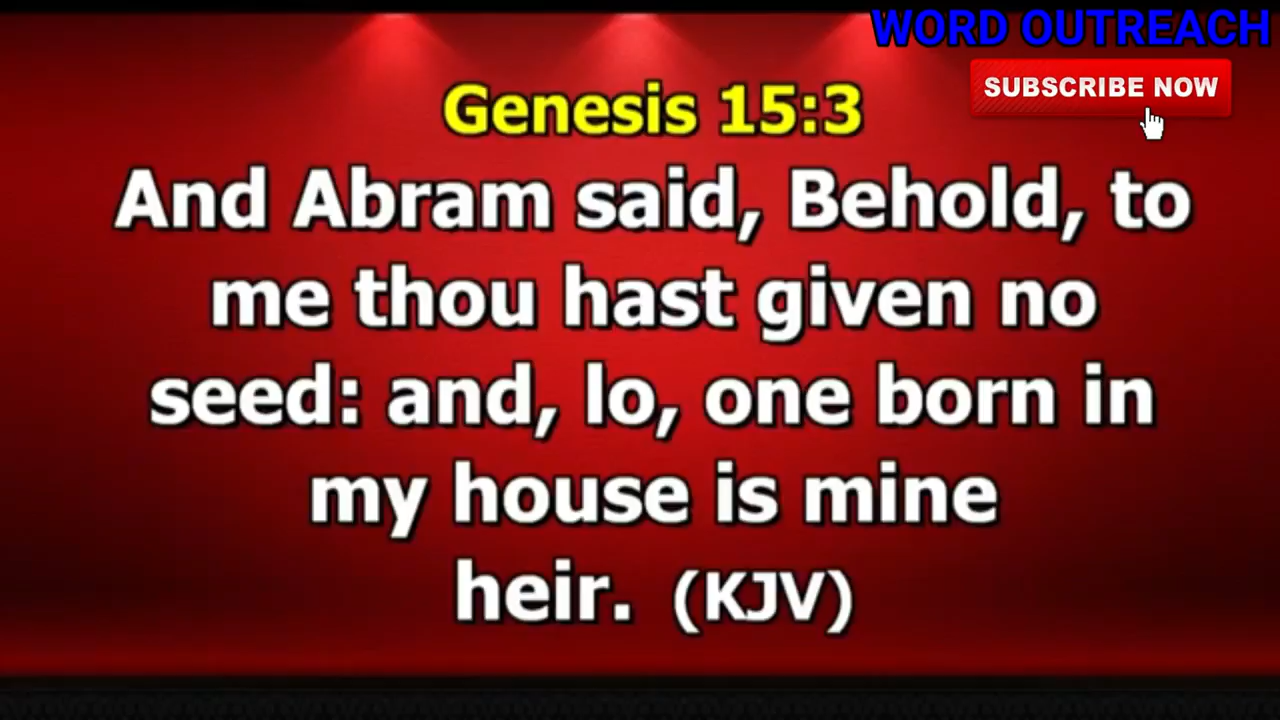 WORD OUTREACH
SUBSCRIBE NOW
Genesis 15:3
And Abram said, Behold, to
me thou hast given no
seed: and, lo, one born in
my house is mine
heir. (KJV)